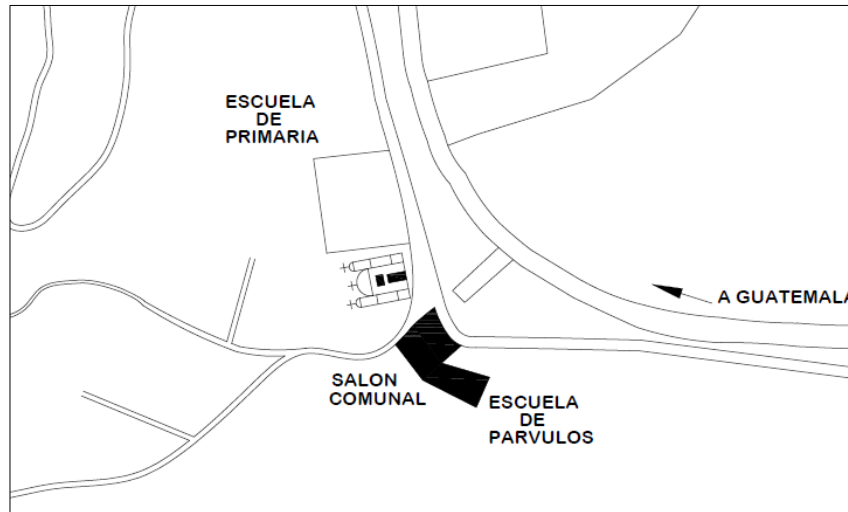 ESCUELA
DE
PRIMARIA
A GUATEMALA
SALON
COMUNAL
ESCUELA
DE
PARVULOS